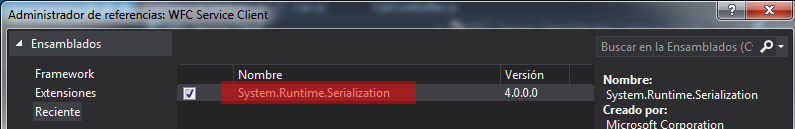 Administrador de referencias: WFC Service Client
Ensamblados
Buscar en la Ensamblados (C
Framework
Extensiones
Reciente
Nombre Versión
System.Runtime.Serialization 4.0.0.0
Nombre:
System.Runtime.Serialization
Creado por:
Microsoft Corporation